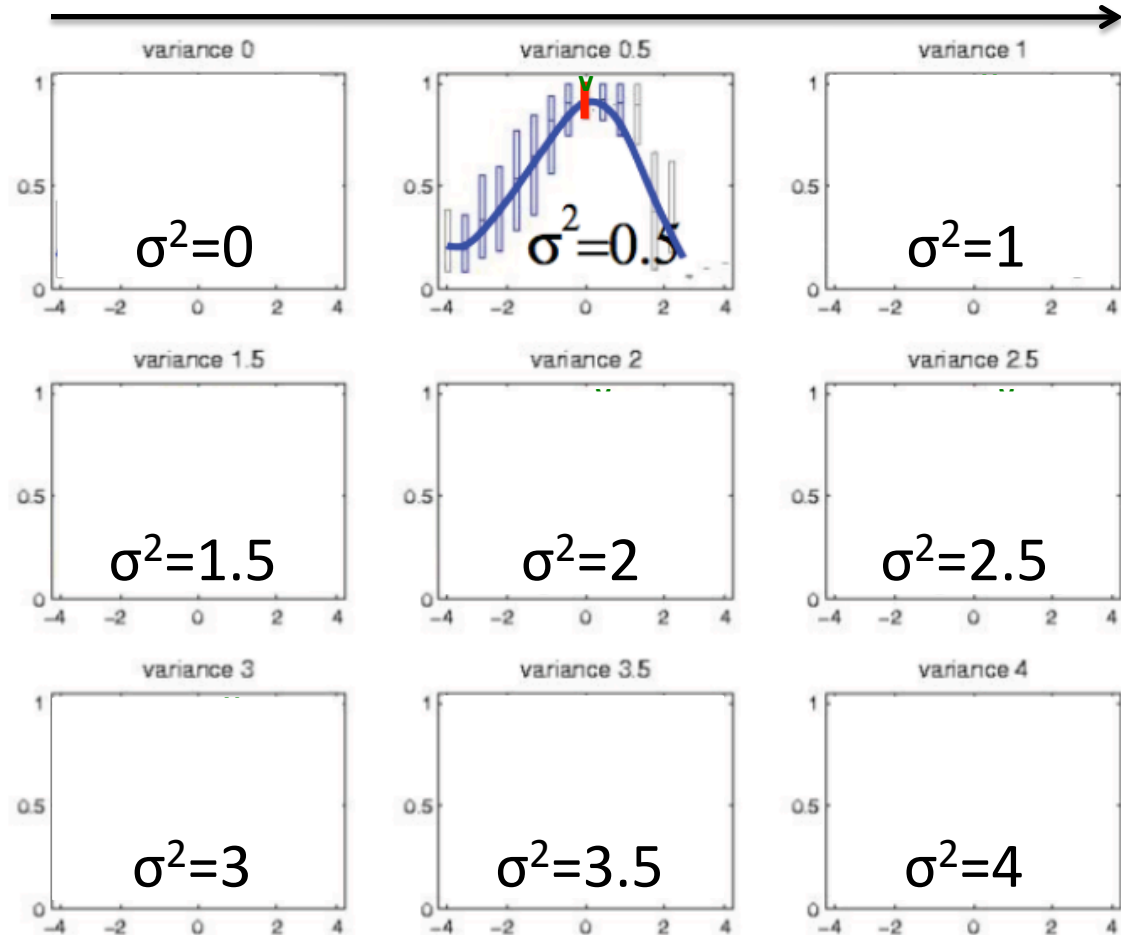 variance 0
variance 0.5
variance 1
1
0.5
0
-4 -2 0 2 4
σ²=0
1
0.5
0
-4 -2 0 2 4
v
σ²=0.5
1
0.5
0
-4 -2 0 2 4
σ²=1
variance 1.5
variance 2
variance 2.5
1
0.5
0
-4 -2 0 2 4
σ²=1.5
1
0.5
0
-4 -2 0 2 4
σ²=2
1
0.5
0
-4 -2 0 2 4
σ²=2.5
variance 3
variance 3.5
variance 4
1
0.5
0
-4 -2 0 2 4
σ²=3
1
0.5
0
-4 -2 0 2 4
σ²=3.5
1
0.5
0
-4 -2 0 2 4
σ²=4